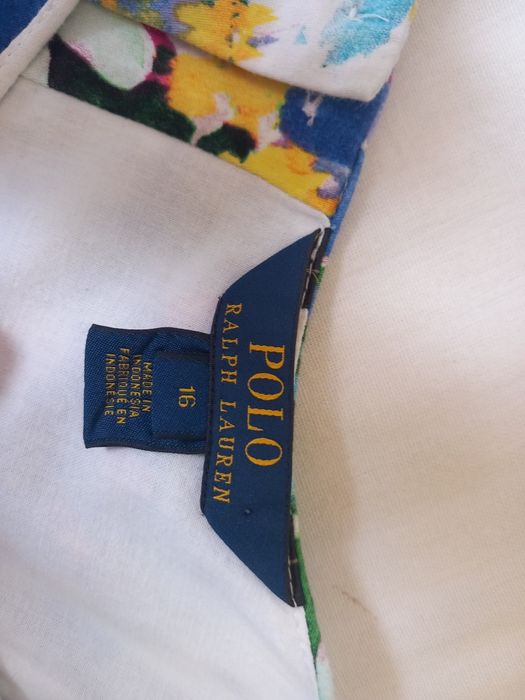 POLO
RALPH LAUREN
16
MADE IN
INDONESIA
FABRIQUÉ EN
INDONÉSIE